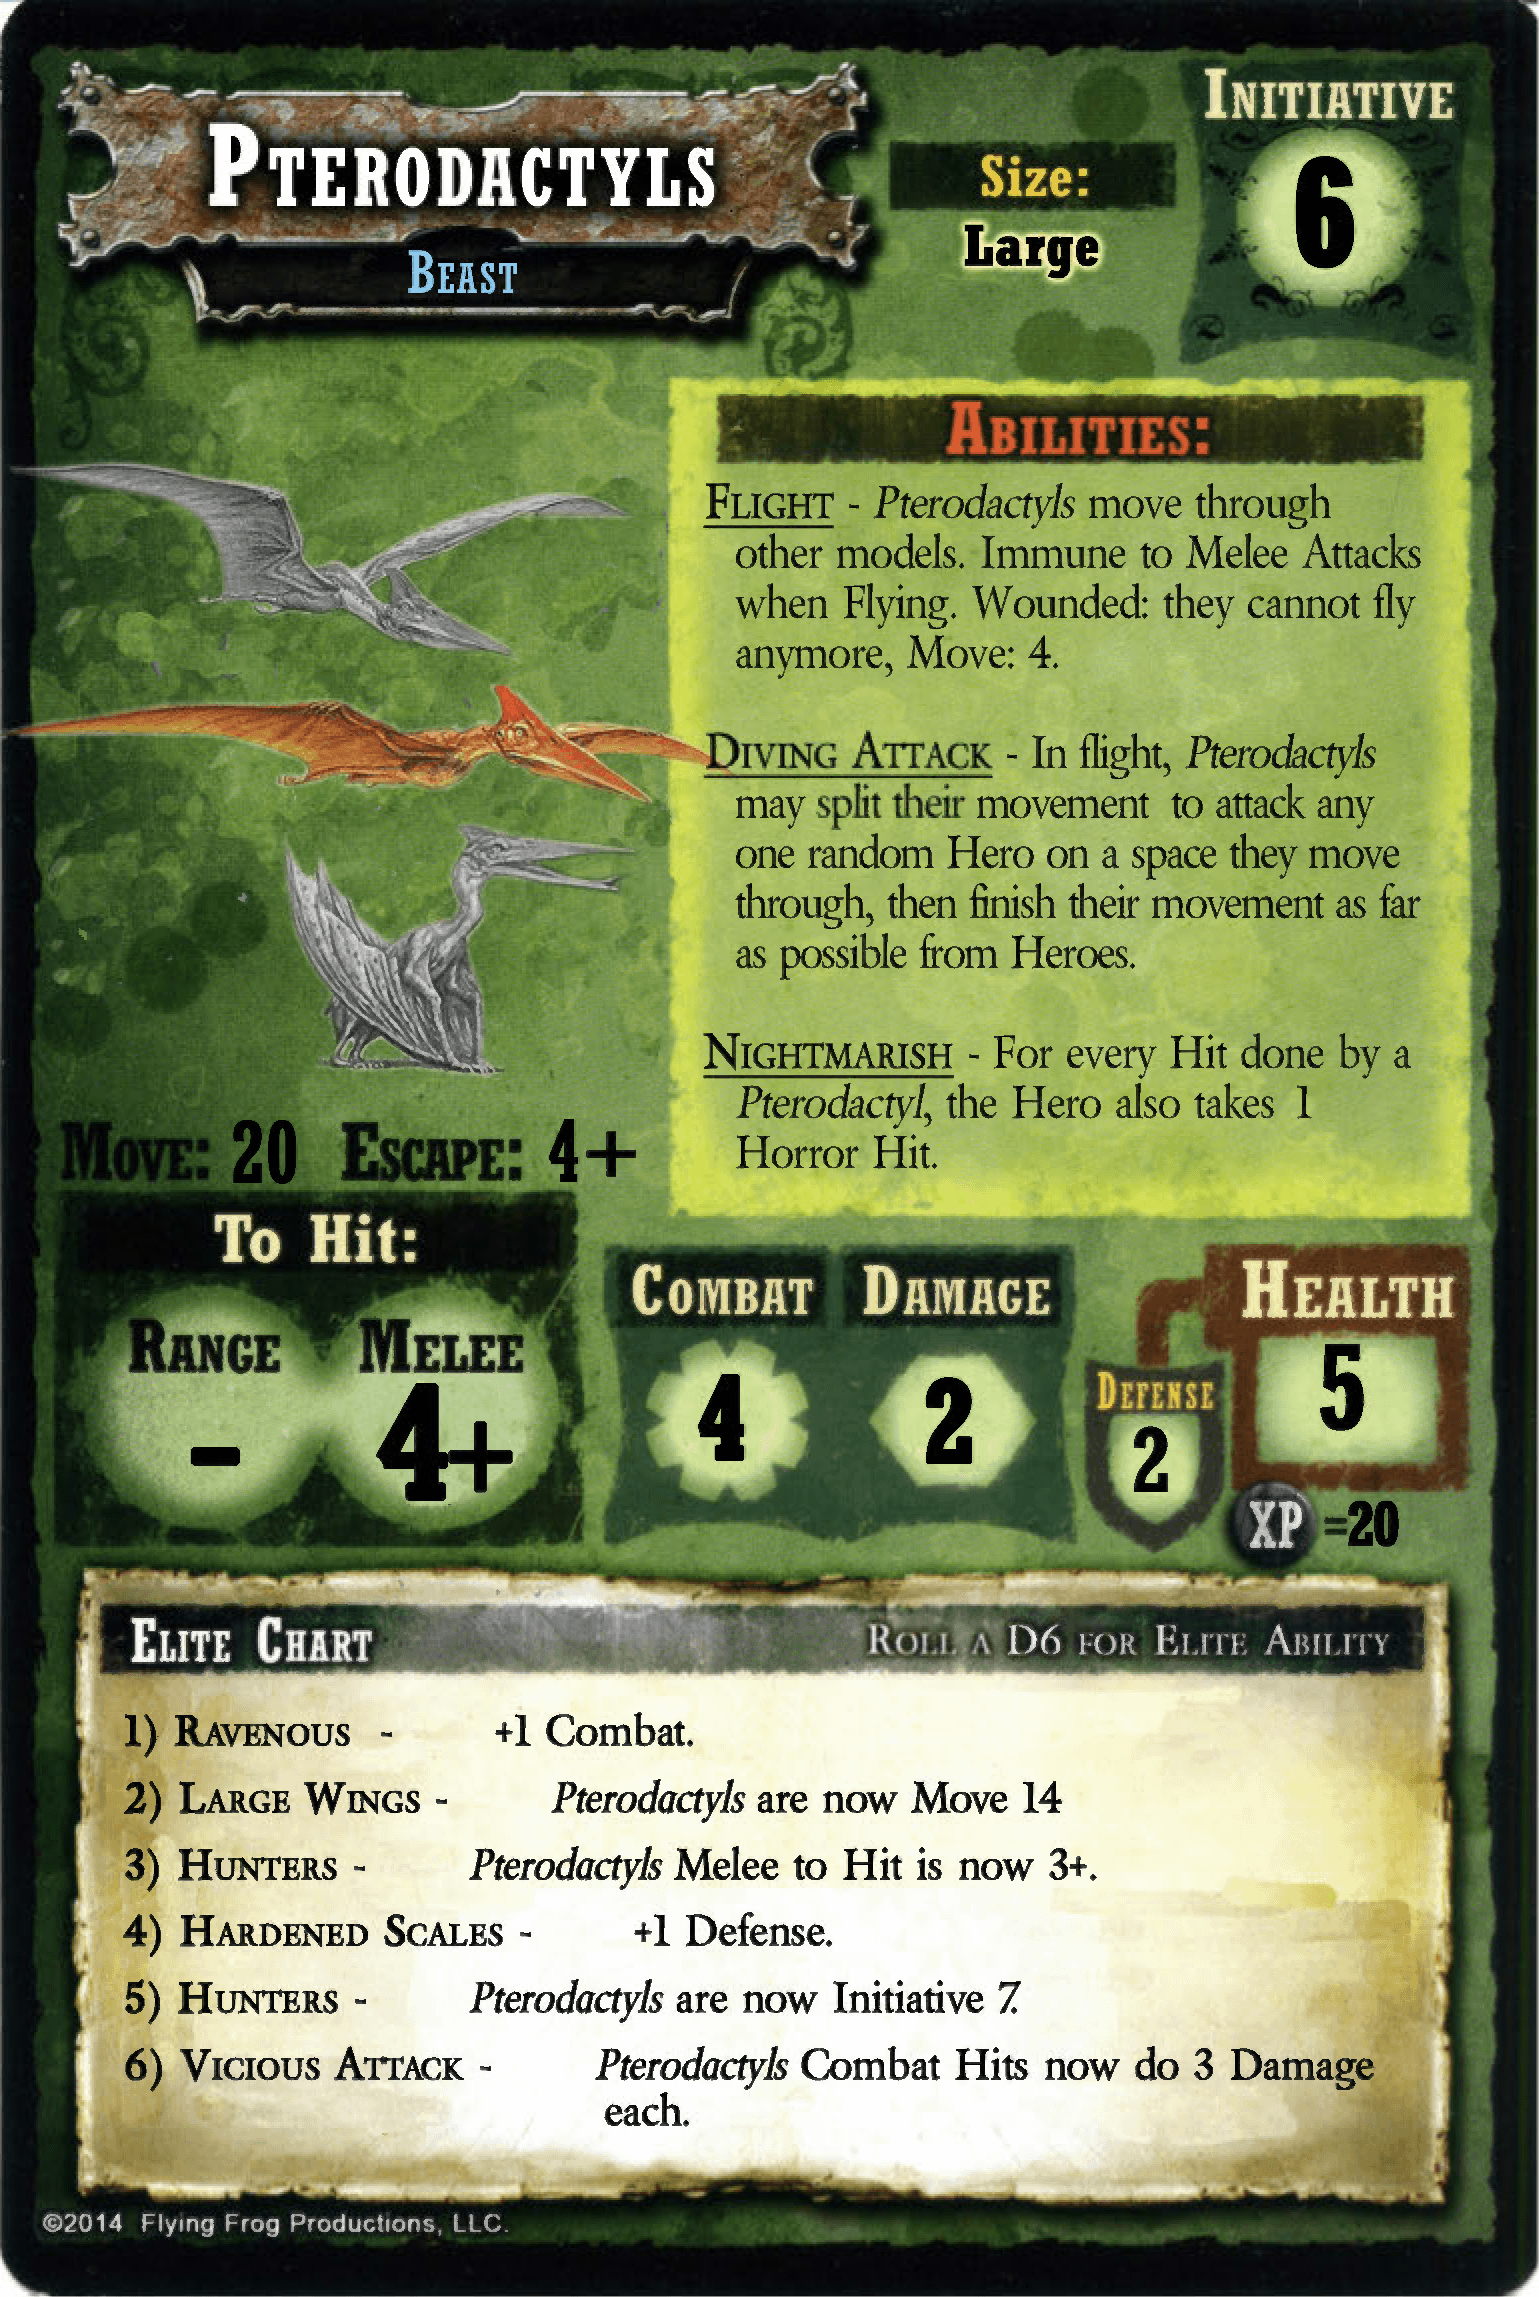 Pterodactyls
Beast
Size:
Large
Initiative
6
Abilities:
Flight - Pterodactyls move through
other models. Immune to Melee Attacks
when Flying. Wounded: they cannot fly
anymore, Move: 4.
Diving Attack - In flight, Pterodactyls
may split their movement to attack any
one random Hero on a space they move
through, then finish their movement as far
as possible from Heroes.
Nightmarish - For every Hit done by a
Pterodactyl, the Hero also takes 1
Horror Hit.
Move: 20 Escape: 4+
To Hit:
Range Melee
- 4+
Combat
4
Damage
2
Defense
2
Health
5
XP =20
Elite Chart Roll a D6 for Elite Ability
1) Ravenous - +1 Combat.
2) Large Wings - Pterodactyls are now Move 14
3) Hunters - Pterodactyls Melee to Hit is now 3+.
4) Hardened Scales - +1 Defense.
5) Hunters - Pterodactyls are now Initiative 7.
6) Vicious Attack - Pterodactyls Combat Hits now do 3 Damage
each.
©2014 Flying Frog Productions, LLC.